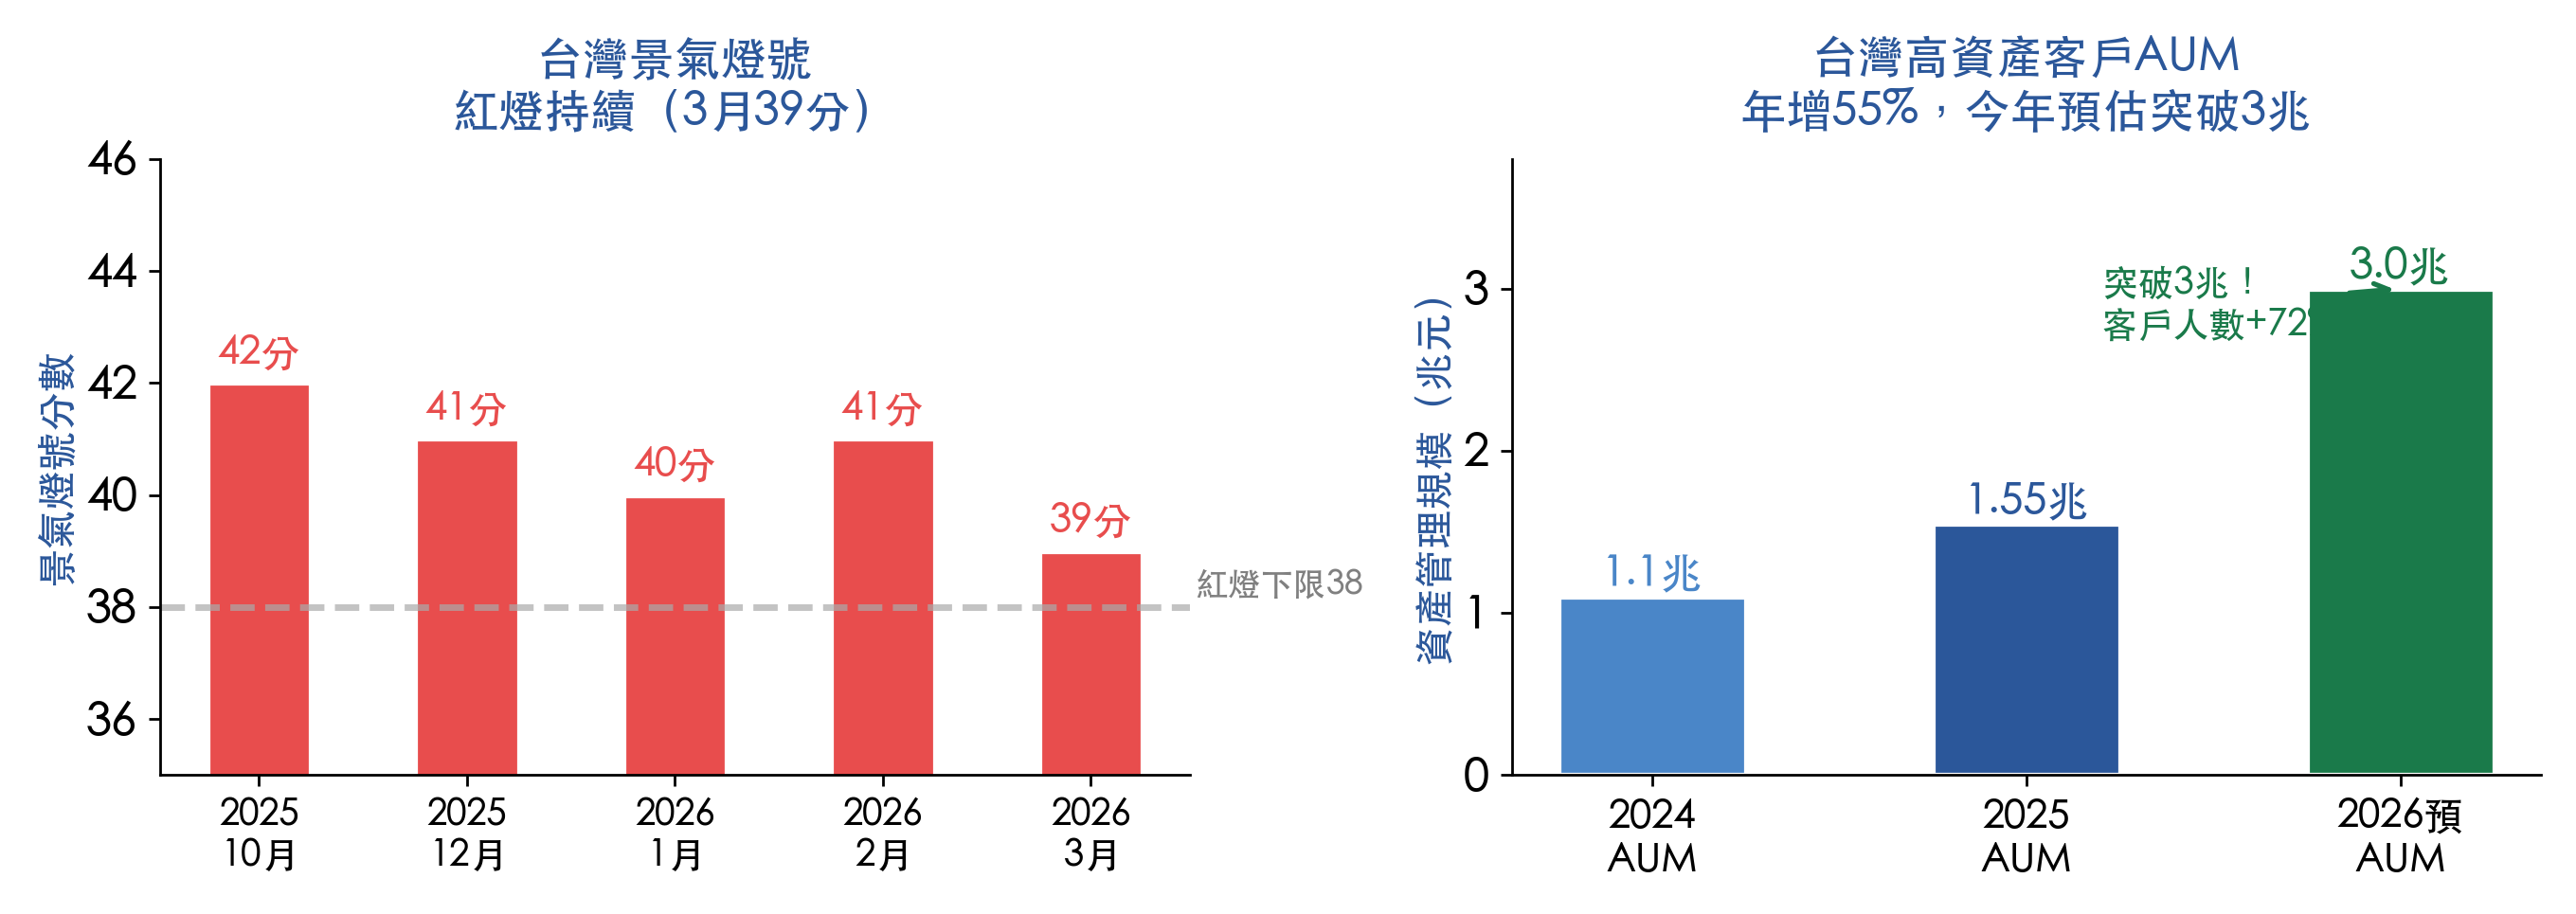 台灣景氣燈號
紅燈持續（3月39分）
景氣燈號分數
46
44
42
40
38
36
42分
41分
40分
41分
39分
紅燈下限38
2025
10月
2025
12月
2026
1月
2026
2月
2026
3月
台灣高資產客戶AUM
年增55%，今年預估突破3兆
資產管理規模（兆元）
3
2
1
0
1.1兆
1.55兆
3.0兆
突破3兆！
客戶人數+72
2024
AUM
2025
AUM
2026預
AUM